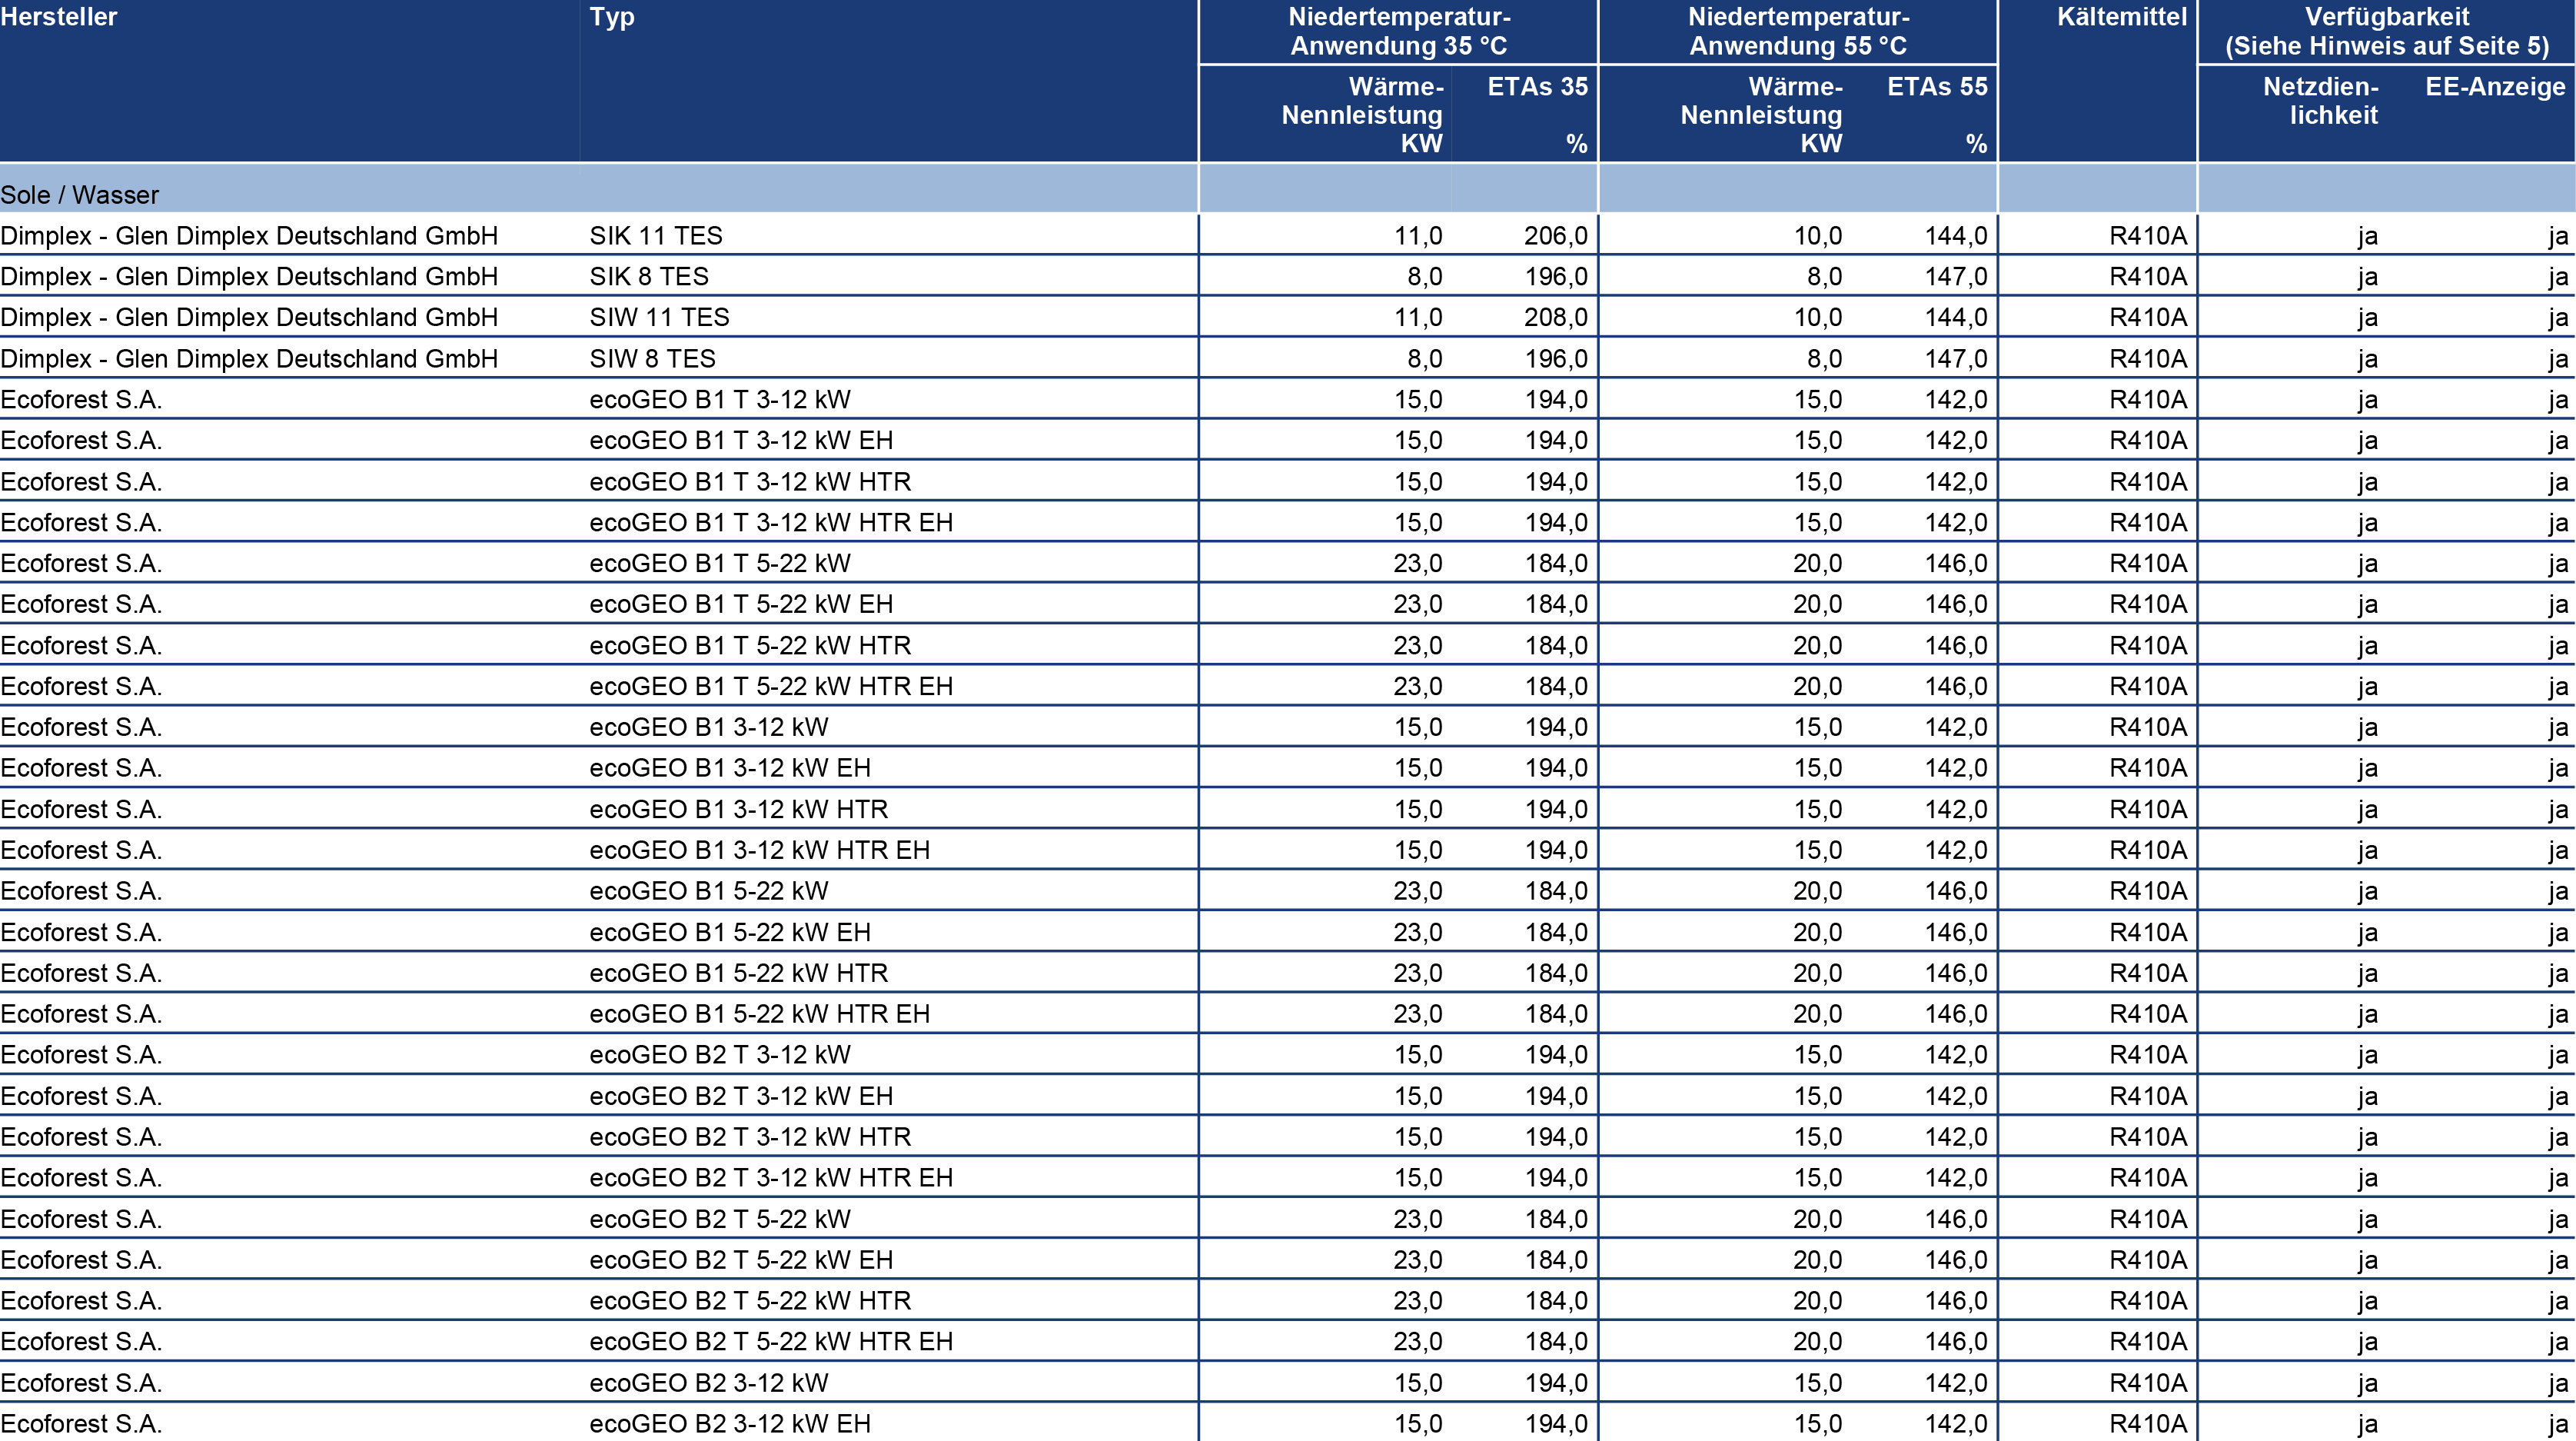 Hersteller Typ Niedertemperatur- Niedertemperatur- Kältemittel Verfügbarkeit
Anwendung 35 °C Anwendung 55 °C (Siehe Hinweis auf Seite 5)
Wärme- ETAs 35 Wärme- ETAs 55 Netzdien- EE-Anzeige
Nennleistung Nennleistung lichkeit
KW % KW %
Sole / Wasser
Dimplex - Glen Dimplex Deutschland GmbH SIK 11 TES 11,0 206,0 10,0 144,0 R410A ja ja
Dimplex - Glen Dimplex Deutschland GmbH SIK 8 TES 8,0 196,0 8,0 147,0 R410A ja ja
Dimplex - Glen Dimplex Deutschland GmbH SIW 11 TES 11,0 208,0 10,0 144,0 R410A ja ja
Dimplex - Glen Dimplex Deutschland GmbH SIW 8 TES 8,0 196,0 8,0 147,0 R410A ja ja
Ecoforest S.A. ecoGEO B1 T 3-12 kW 15,0 194,0 15,0 142,0 R410A ja ja
Ecoforest S.A. ecoGEO B1 T 3-12 kW EH 15,0 194,0 15,0 142,0 R410A ja ja
Ecoforest S.A. ecoGEO B1 T 3-12 kW HTR 15,0 194,0 15,0 142,0 R410A ja ja
Ecoforest S.A. ecoGEO B1 T 3-12 kW HTR EH 15,0 194,0 15,0 142,0 R410A ja ja
Ecoforest S.A. ecoGEO B1 T 5-22 kW 23,0 184,0 20,0 146,0 R410A ja ja
Ecoforest S.A. ecoGEO B1 T 5-22 kW EH 23,0 184,0 20,0 146,0 R410A ja ja
Ecoforest S.A. ecoGEO B1 T 5-22 kW HTR 23,0 184,0 20,0 146,0 R410A ja ja
Ecoforest S.A. ecoGEO B1 T 5-22 kW HTR EH 23,0 184,0 20,0 146,0 R410A ja ja
Ecoforest S.A. ecoGEO B1 3-12 kW 15,0 194,0 15,0 142,0 R410A ja ja
Ecoforest S.A. ecoGEO B1 3-12 kW EH 15,0 194,0 15,0 142,0 R410A ja ja
Ecoforest S.A. ecoGEO B1 3-12 kW HTR 15,0 194,0 15,0 142,0 R410A ja ja
Ecoforest S.A. ecoGEO B1 3-12 kW HTR EH 15,0 194,0 15,0 142,0 R410A ja ja
Ecoforest S.A. ecoGEO B1 5-22 kW 23,0 184,0 20,0 146,0 R410A ja ja
Ecoforest S.A. ecoGEO B1 5-22 kW EH 23,0 184,0 20,0 146,0 R410A ja ja
Ecoforest S.A. ecoGEO B1 5-22 kW HTR 23,0 184,0 20,0 146,0 R410A ja ja
Ecoforest S.A. ecoGEO B1 5-22 kW HTR EH 23,0 184,0 20,0 146,0 R410A ja ja
Ecoforest S.A. ecoGEO B2 T 3-12 kW 15,0 194,0 15,0 142,0 R410A ja ja
Ecoforest S.A. ecoGEO B2 T 3-12 kW EH 15,0 194,0 15,0 142,0 R410A ja ja
Ecoforest S.A. ecoGEO B2 T 3-12 kW HTR 15,0 194,0 15,0 142,0 R410A ja ja
Ecoforest S.A. ecoGEO B2 T 3-12 kW HTR EH 15,0 194,0 15,0 142,0 R410A ja ja
Ecoforest S.A. ecoGEO B2 T 5-22 kW 23,0 184,0 20,0 146,0 R410A ja ja
Ecoforest S.A. ecoGEO B2 T 5-22 kW EH 23,0 184,0 20,0 146,0 R410A ja ja
Ecoforest S.A. ecoGEO B2 T 5-22 kW HTR 23,0 184,0 20,0 146,0 R410A ja ja
Ecoforest S.A. ecoGEO B2 T 5-22 kW HTR EH 23,0 184,0 20,0 146,0 R410A ja ja
Ecoforest S.A. ecoGEO B2 3-12 kW 15,0 194,0 15,0 142,0 R410A ja ja
Ecoforest S.A. ecoGEO B2 3-12 kW EH 15,0 194,0 15,0 142,0 R410A ja ja